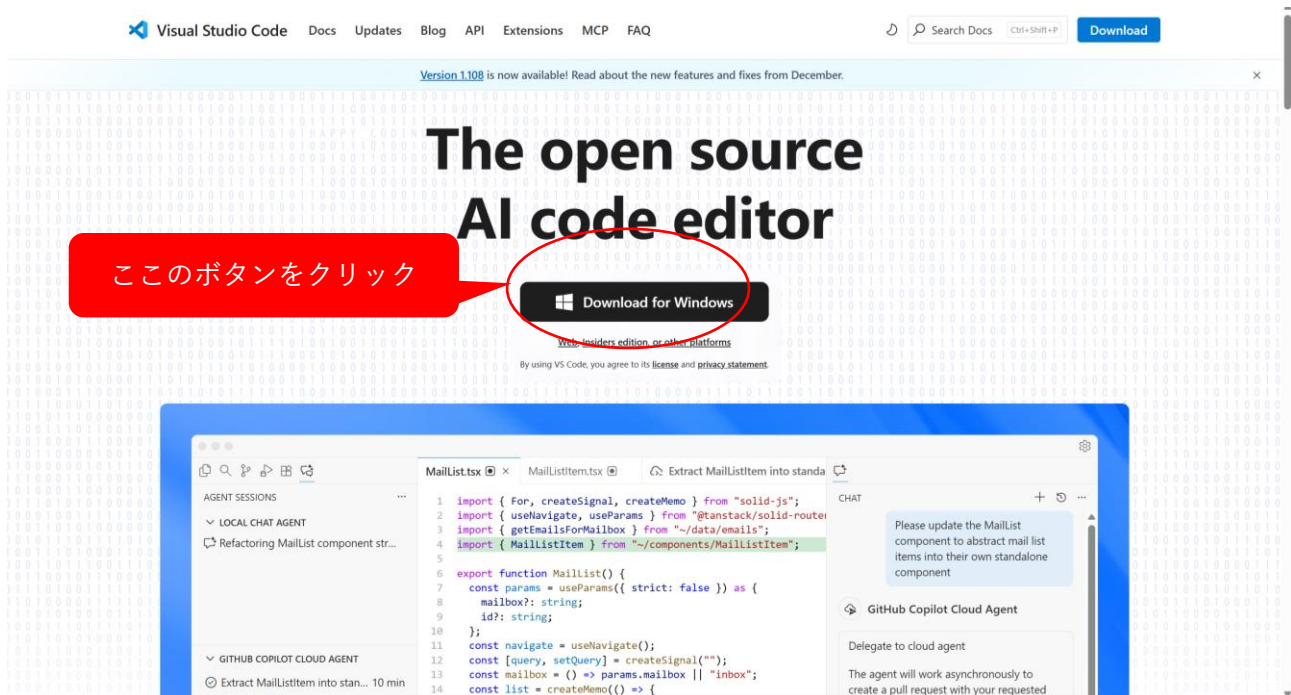 Visual Studio Code Docs Updates Blog API Extensions MCP FAQ Search Docs Ctrl+Shift+P Download
Version 1.108 is now available! Read about the new features and fixes from December.
The open source
AI code editor
ここのボタンをクリック
Download for Windows
Web, Insiders edition, or other platforms
By using VS Code, you agree to its license and privacy statement.
MailList.tsx MailListItem.tsx Extract MailListItem into standa
AGENT SESSIONS
LOCAL CHAT AGENT
Refactoring MailList component str...
GITHUB COPILOT CLOUD AGENT
Extract MailListItem into stan... 10 min
1 import { For, createSignal, createMemo } from "solid-js";
2 import { useNavigate, useParams } from "@tanstack/solid-router
3 import { getEmailsForMailbox } from "~/data/emails";
4 import { MailListItem } from "~/components/MailListItem";
5
6 export function MailList() {
7 const params = useParams({ strict: false }) as {
8 mailbox?: string;
9 id?: string;
10 };
11 const navigate = useNavigate();
12 const [query, setQuery] = createSignal("");
13 const mailbox = () => params.mailbox || "inbox";
14 const list = createMemo(() => {
CHAT
Please update the MailList
component to abstract mail list
items into their own standalone
component
GitHub Copilot Cloud Agent
Delegate to cloud agent
The agent will work asynchronously to
create a pull request with your requested